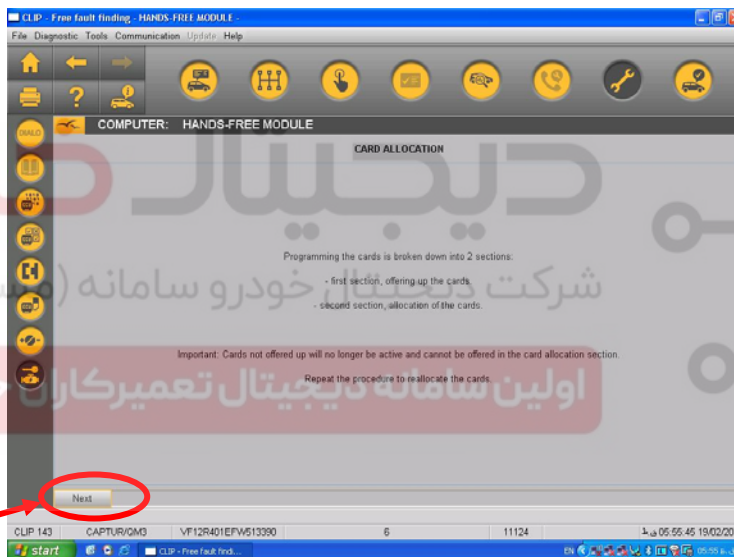 CLIP - Free fault finding - HANDS-FREE MODULE -
File Diagnostic Tools Communication Update Help
COMPUTER: HANDS-FREE MODULE
DIALO
CARD ALLOCATION
دیجیتال
Programming the cards is broken down into 2 sections:
- first section, offering up the cards.
شرکت دیجیتال خودرو سامانه
- second section, allocation of the cards.
Important: Cards not offered up will no longer be active and cannot be offered in the card allocation section.
Repeat the procedure to reallocate the cards.
اولین سامانه دیجیتال تعمیرکاران
Next
CLIP 143 CAPTUR/QM3 VF12R401EFW513390 6 11124 05:55:45 19/02/20
start CLIP - Free fault findi... EN 05:55